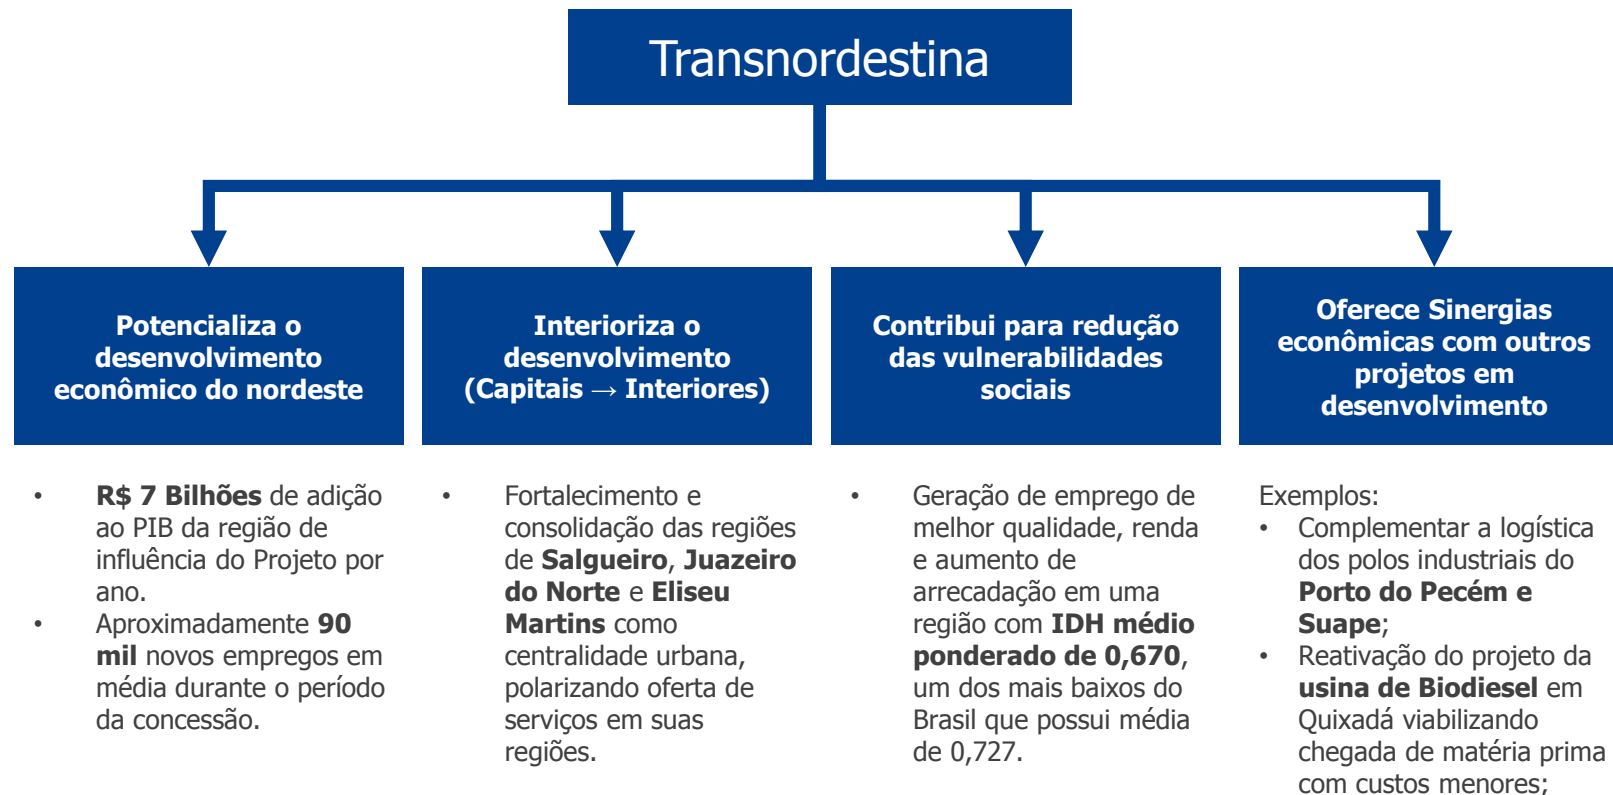 Transnordestina
Potencializa o
desenvolvimento
econômico do nordeste
Interioriza o
desenvolvimento
(Capitais → Interiores)
Contribui para redução
das vulnerabilidades
sociais
Oferece Sinergias
econômicas com outros
projetos em
desenvolvimento
• R$ 7 Bilhões de adição
ao PIB da região de
influência do Projeto por
ano.
• Aproximadamente 90
mil novos empregos em
média durante o período
da concessão.
• Fortalecimento e
consolidação das regiões
de Salgueiro, Juazeiro
do Norte e Eliseu
Martins como
centralidade urbana,
polarizando oferta de
serviços em suas
regiões.
• Geração de emprego de
melhor qualidade, renda
e aumento de
arrecadação em uma
região com IDH médio
ponderado de 0,670,
um dos mais baixos do
Brasil que possui média
de 0,727.
Exemplos:
• Complementar a logística
dos polos industriais do
Porto do Pecém e
Suape;
• Reativação do projeto da
usina de Biodiesel em
Quixadá viabilizando
chegada de matéria prima
com custos menores;